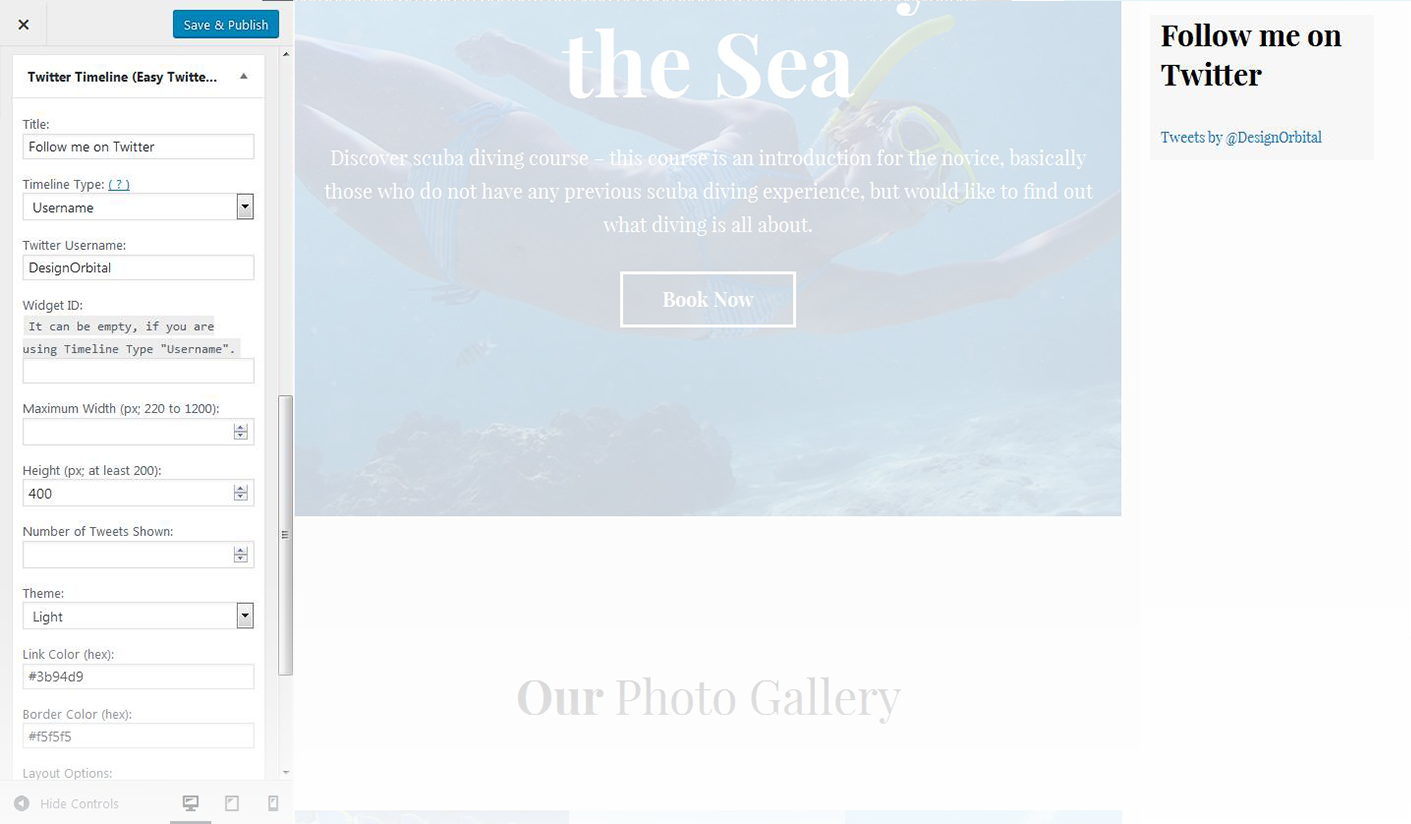 Save & Publish
Twitter Timeline (Easy Twitte...
Title:
Follow me on Twitter
Timeline Type: ( ? )
Username
Twitter Username:
DesignOrbital
Widget ID:
It can be empty, if you are
using Timeline Type "Username".
Maximum Width (px; 220 to 1200):
Height (px; at least 200):
400
Number of Tweets Shown:
Theme:
Light
Link Color (hex):
#3b94d9
Border Color (hex):
#f5f5f5
Layout Options:
Hide Controls
the Sea
Discover scuba diving course – this course is an introduction for the novice, basically
those who do not have any previous scuba diving experience, but would like to find out
what diving is all about.
Book Now
Our Photo Gallery
Follow me on
Twitter
Tweets by @DesignOrbital